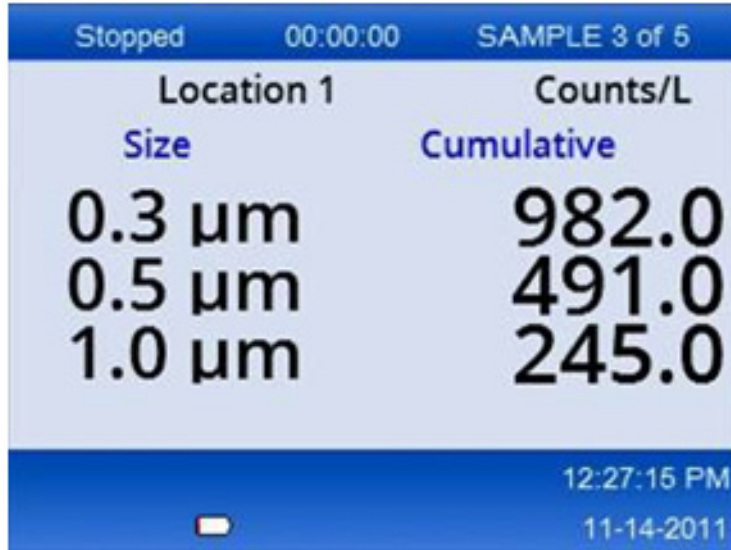 Stopped 00:00:00 SAMPLE 3 of 5
Location 1 Counts/L
Size Cumulative
0.3 µm 982.0
0.5 µm 491.0
1.0 µm 245.0
12:27:15 PM
11-14-2011